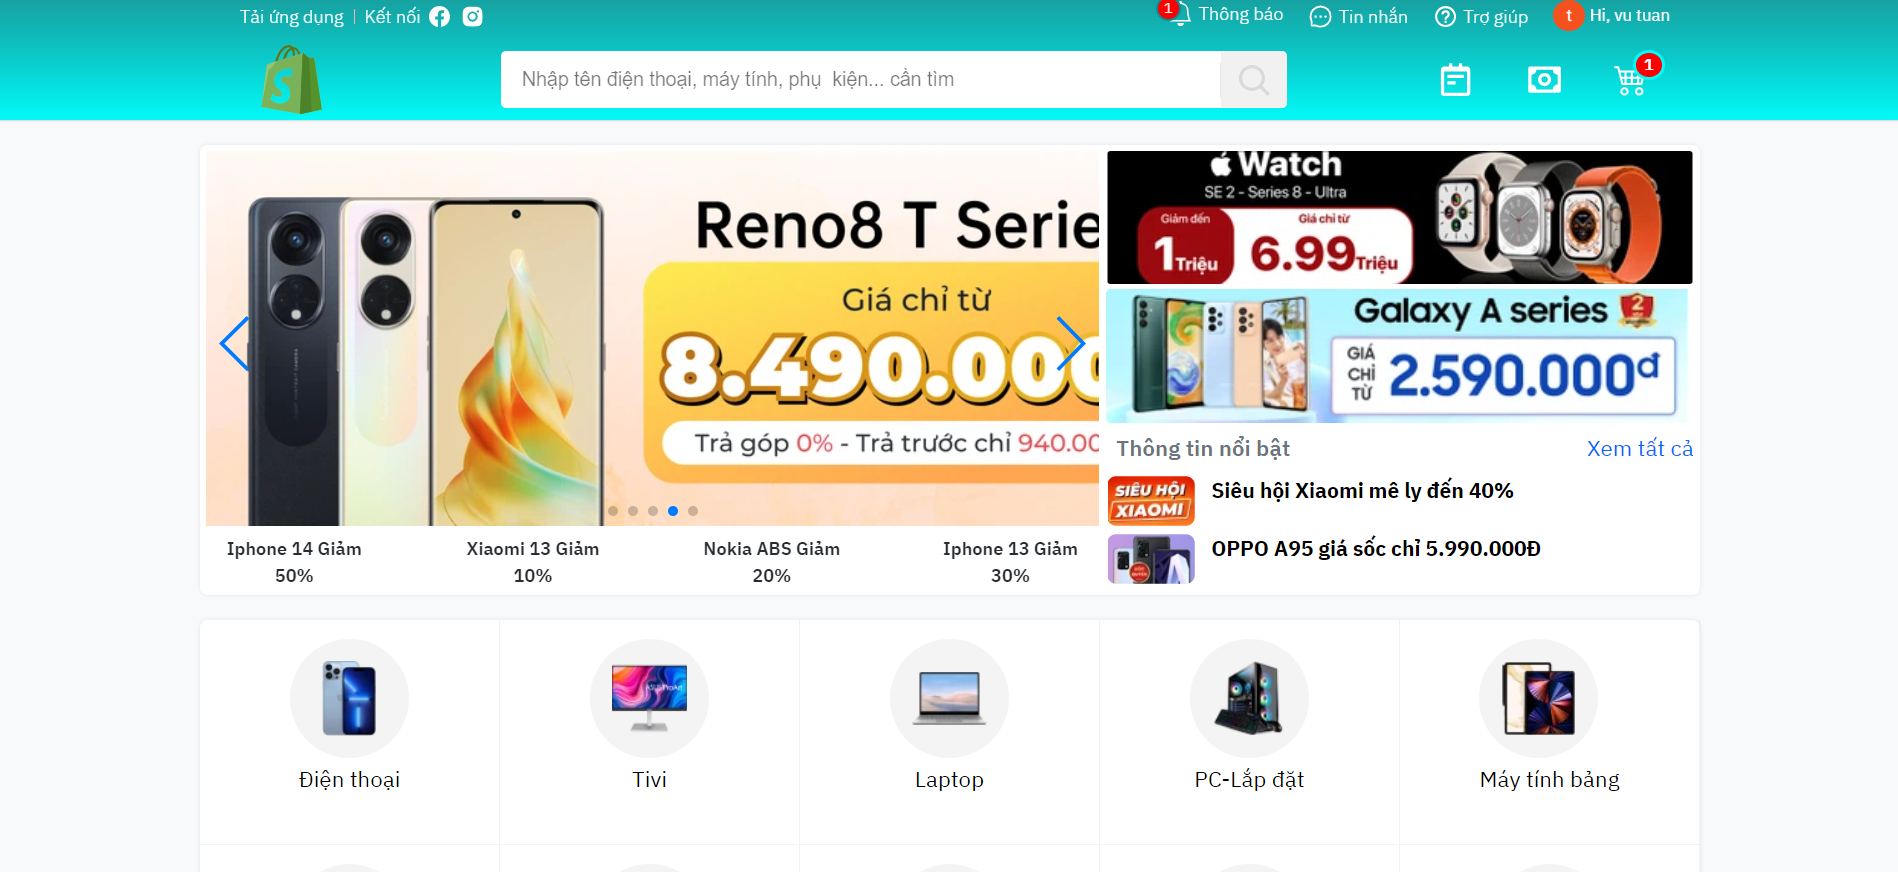 Tải ứng dụng | Kết nối
1 Thông báo
Tin nhắn
Trợ giúp
t Hi, vu tuan
S
Nhập tên điện thoại, máy tính, phụ  kiện... cần tìm
1
Reno8 T Serie
Giá chỉ từ
8.490.000
Trả góp 0% - Trả trước chỉ 940.00
Watch
SE 2 - Series 8 - Ultra
Giảm đến
1 Triệu
Giá chỉ từ
6.99 Triệu
Galaxy A series
2
GIÁ CHỈ TỪ
2.590.000đ
Thông tin nổi bật
Xem tất cả
SIÊU HỘI
XIAOMI
Siêu hội Xiaomi mê ly đến 40%
OPPO A95 giá sốc chỉ 5.990.000Đ
Iphone 14 Giảm
50%
Xiaomi 13 Giảm
10%
Nokia ABS Giảm
20%
Iphone 13 Giảm
30%
Điện thoại
ProArt
Tivi
Laptop
PC-Lắp đặt
Máy tính bảng